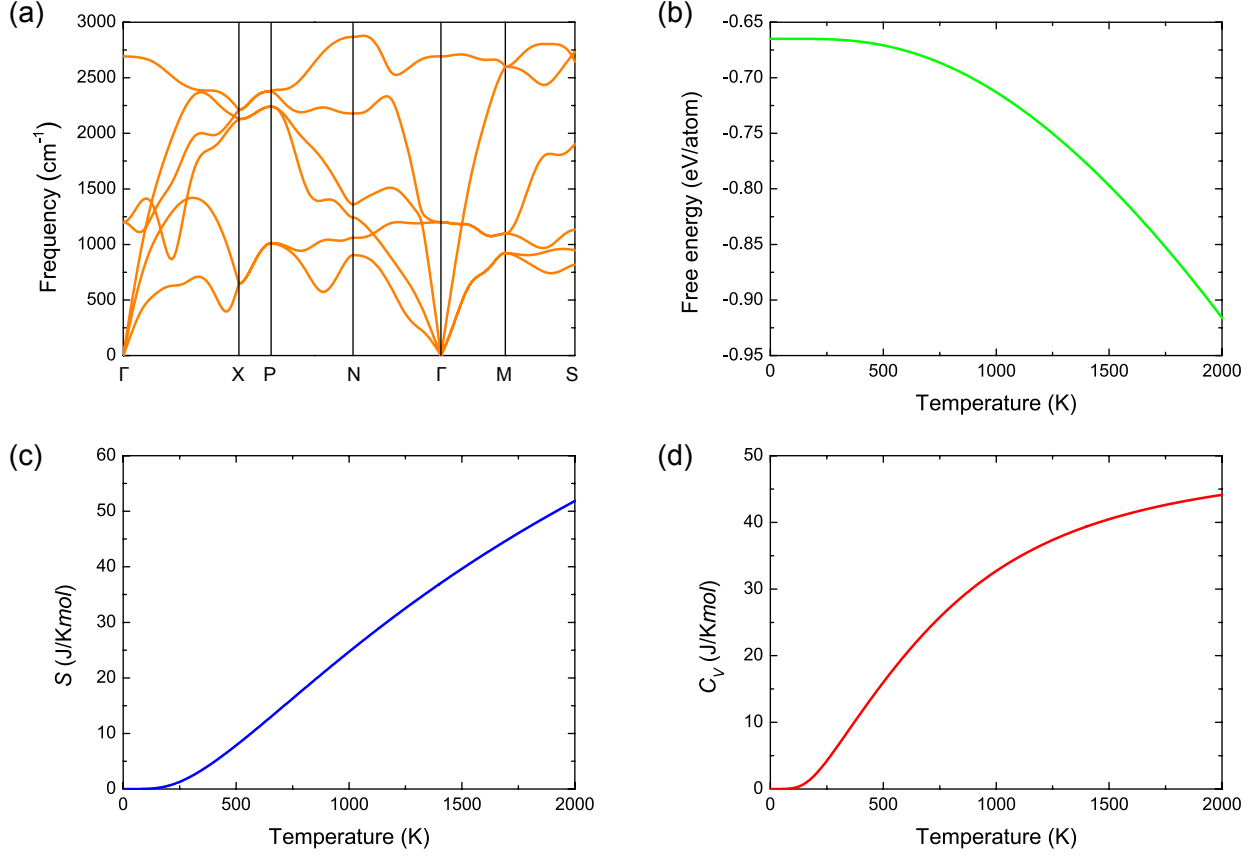 (a)
3000
2500
2000
1500
1000
500
0
Frequency (cm⁻¹)
Γ X P N Γ M S
(b)
-0.65
-0.70
-0.75
-0.80
-0.85
-0.90
-0.95
Free energy (eV/atom)
0 500 1000 1500 2000
Temperature (K)
(c)
60
50
40
30
20
10
0
S (J/Kmol)
0 500 1000 1500 2000
Temperature (K)
(d)
50
40
30
20
10
0
C_V (J/Kmol)
0 500 1000 1500 2000
Temperature (K)